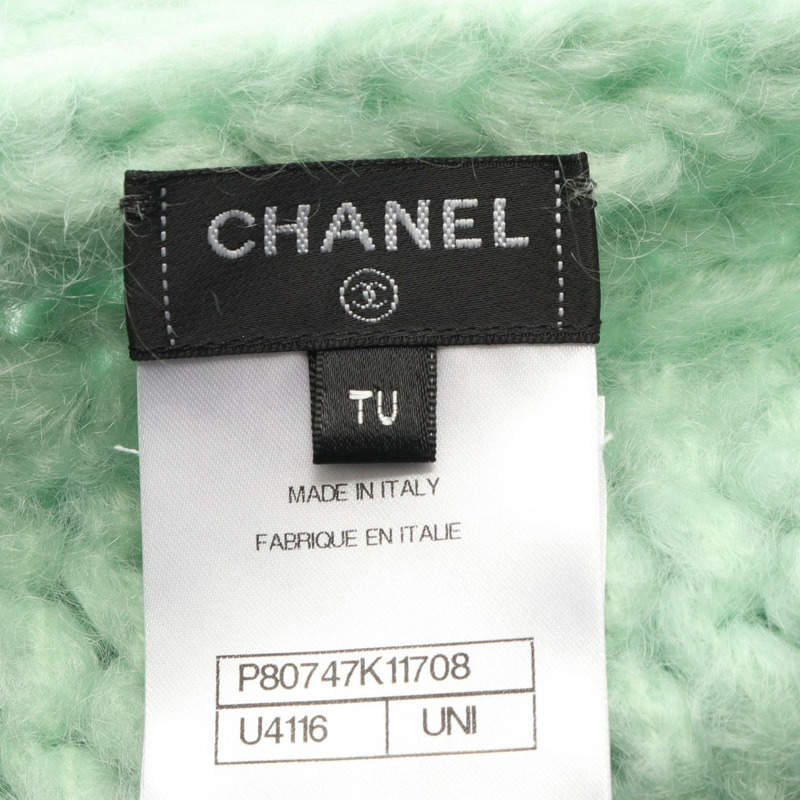 CHANEL
TU
MADE IN ITALY
FABRIQUE EN ITALIE
P80747K11708
U4116 UNI